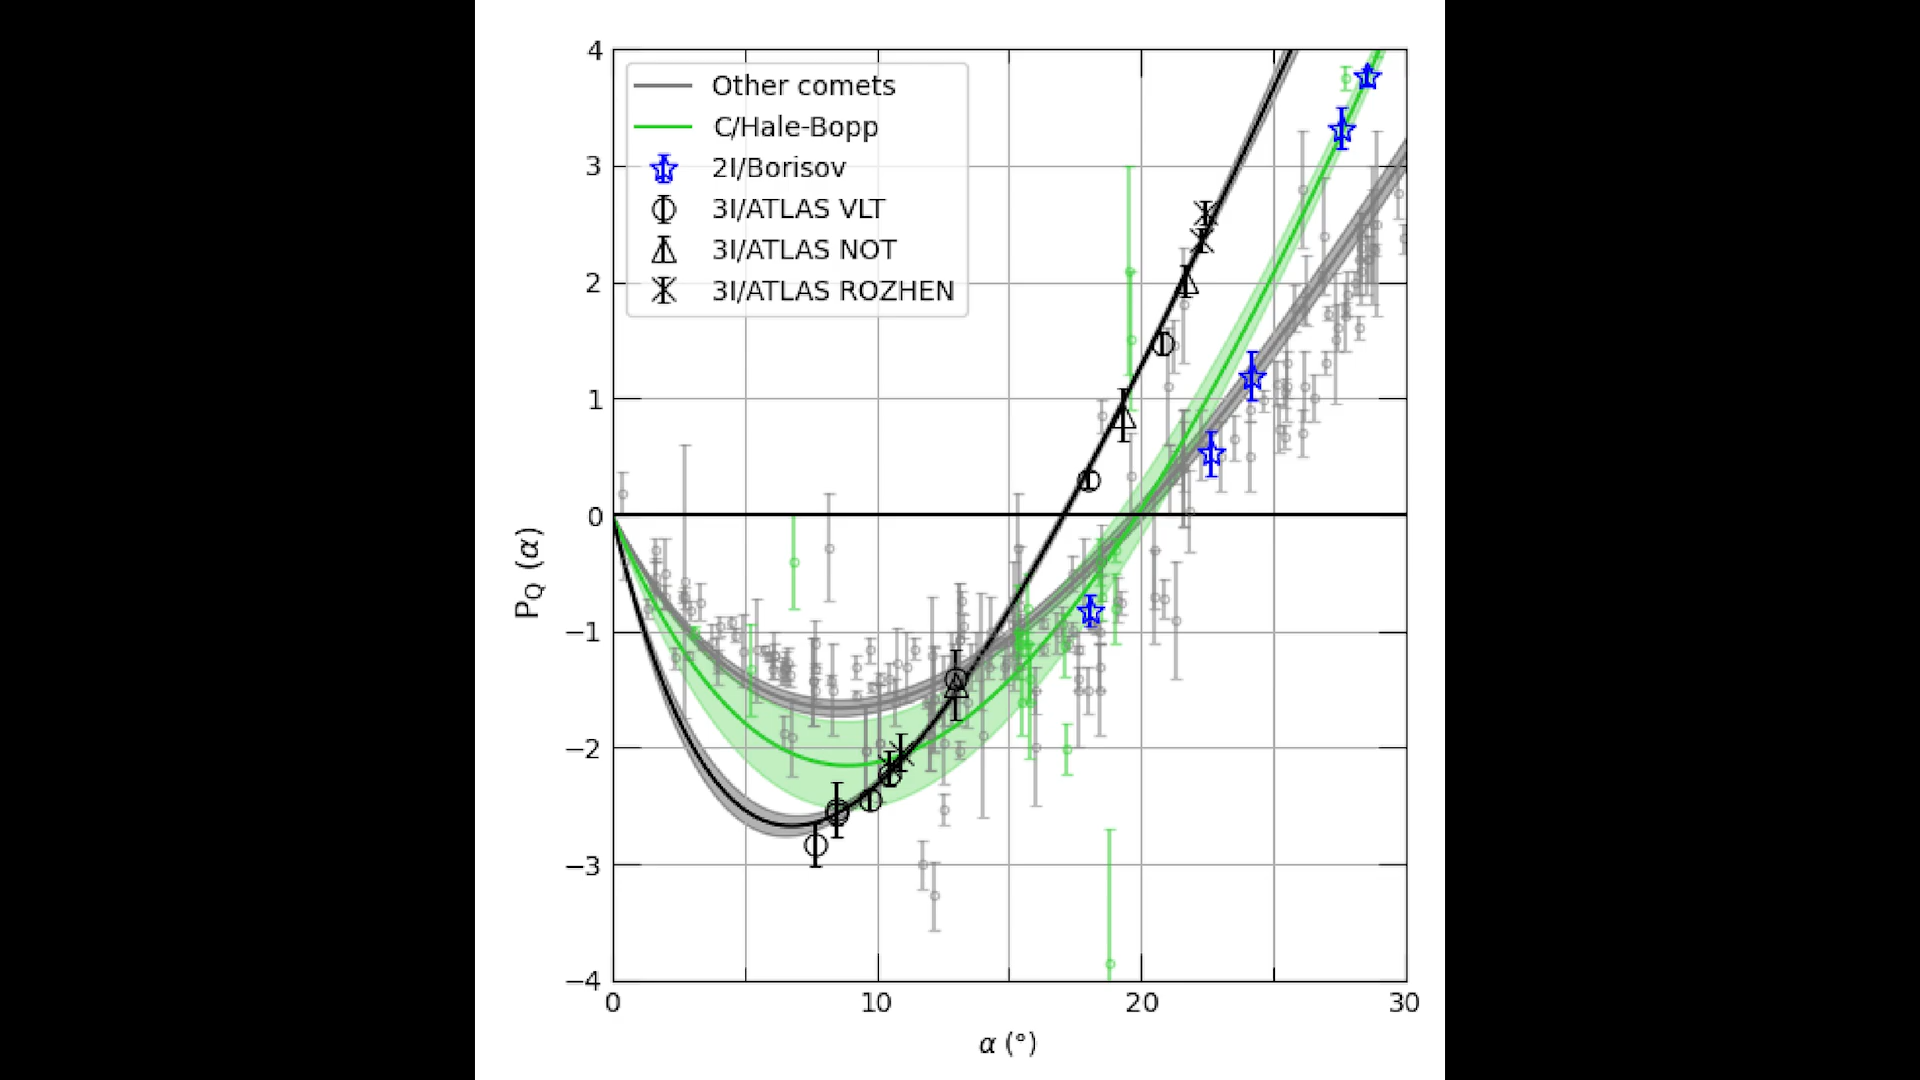 4
3
2
1
0
−1
−2
−3
−4
Other comets
C/Hale-Bopp
2I/Borisov
3I/ATLAS VLT
3I/ATLAS NOT
3I/ATLAS ROZHEN
P_Q (α)
0 10 20 30
α (°)